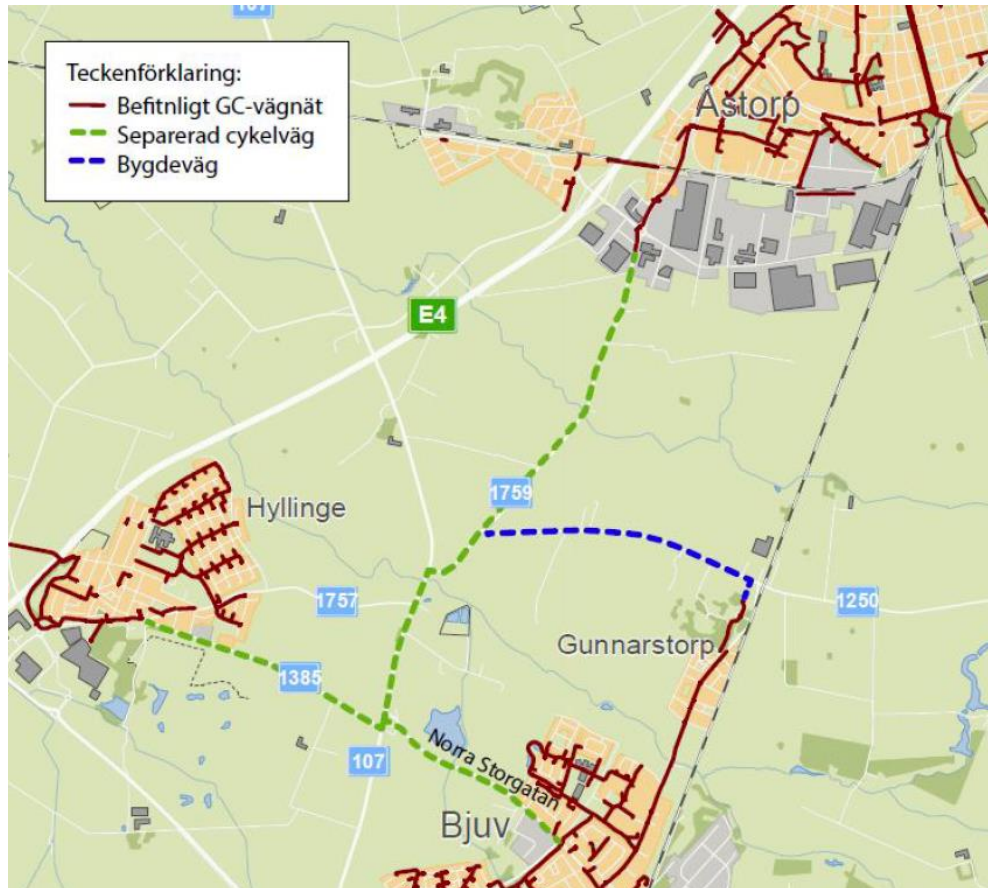 107
Teckenförklaring:
Befitnligt GC-vägnät
Separerad cykelväg
Bygdeväg
Åstorp
E4
1759
Hyllinge
1757
1250
Gunnarstorp
1385
107
Norra Storgatan
Bjuv